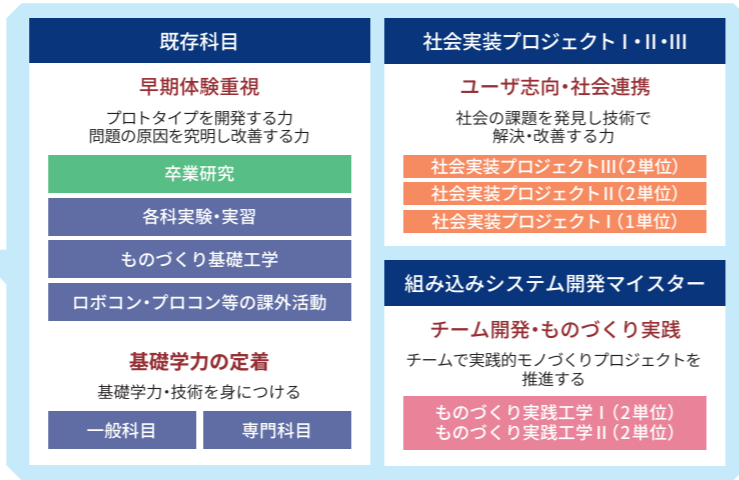 既存科目
早期体験重視
プロトタイプを開発する力
問題の原因を究明し改善する力
卒業研究
各科実験・実習
ものづくり基礎工学
ロボコン・プロコン等の課外活動
基礎学力の定着
基礎学力・技術を身につける
一般科目
専門科目
社会実装プロジェクトⅠ・Ⅱ・Ⅲ
ユーザ志向・社会連携
社会の課題を発見し技術で
解決・改善する力
社会実装プロジェクトⅢ（2単位）
社会実装プロジェクトⅡ（2単位）
社会実装プロジェクトⅠ（1単位）
組み込みシステム開発マイスター
チーム開発・ものづくり実践
チームで実践的モノづくりプロジェクトを
推進する
ものづくり実践工学Ⅰ（2単位）
ものづくり実践工学Ⅱ（2単位）